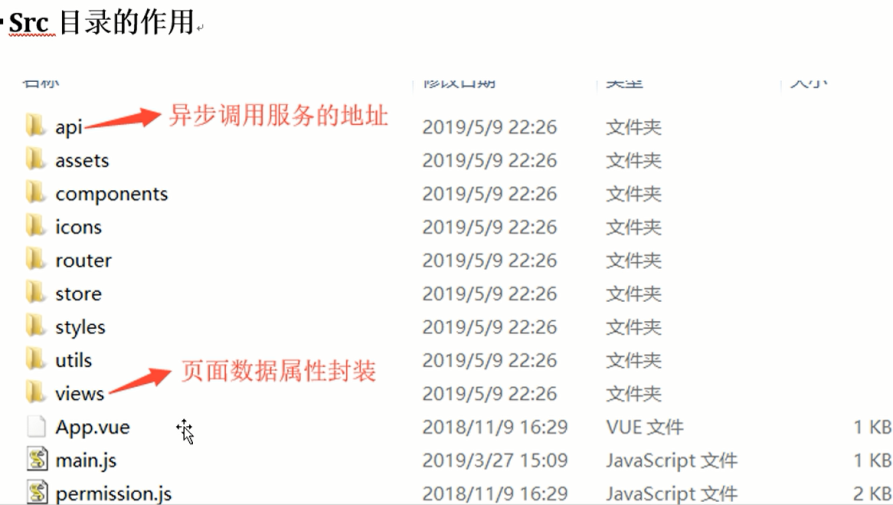 Src 目录的作用
名称 修改日期 类型 大小
api 异步调用服务的地址 2019/5/9 22:26 文件夹
assets 2019/5/9 22:26 文件夹
components 2019/5/9 22:26 文件夹
icons 2019/5/9 22:26 文件夹
router 2019/5/9 22:26 文件夹
store 2019/5/9 22:26 文件夹
styles 2019/5/9 22:26 文件夹
utils 2019/5/9 22:26 文件夹
views 页面数据属性封装 2019/5/9 22:26 文件夹
App.vue 2018/11/9 16:29 VUE 文件 1 KB
main.js 2019/3/27 15:09 JavaScript 文件 1 KB
permission.js 2018/11/9 16:29 JavaScript 文件 2 KB